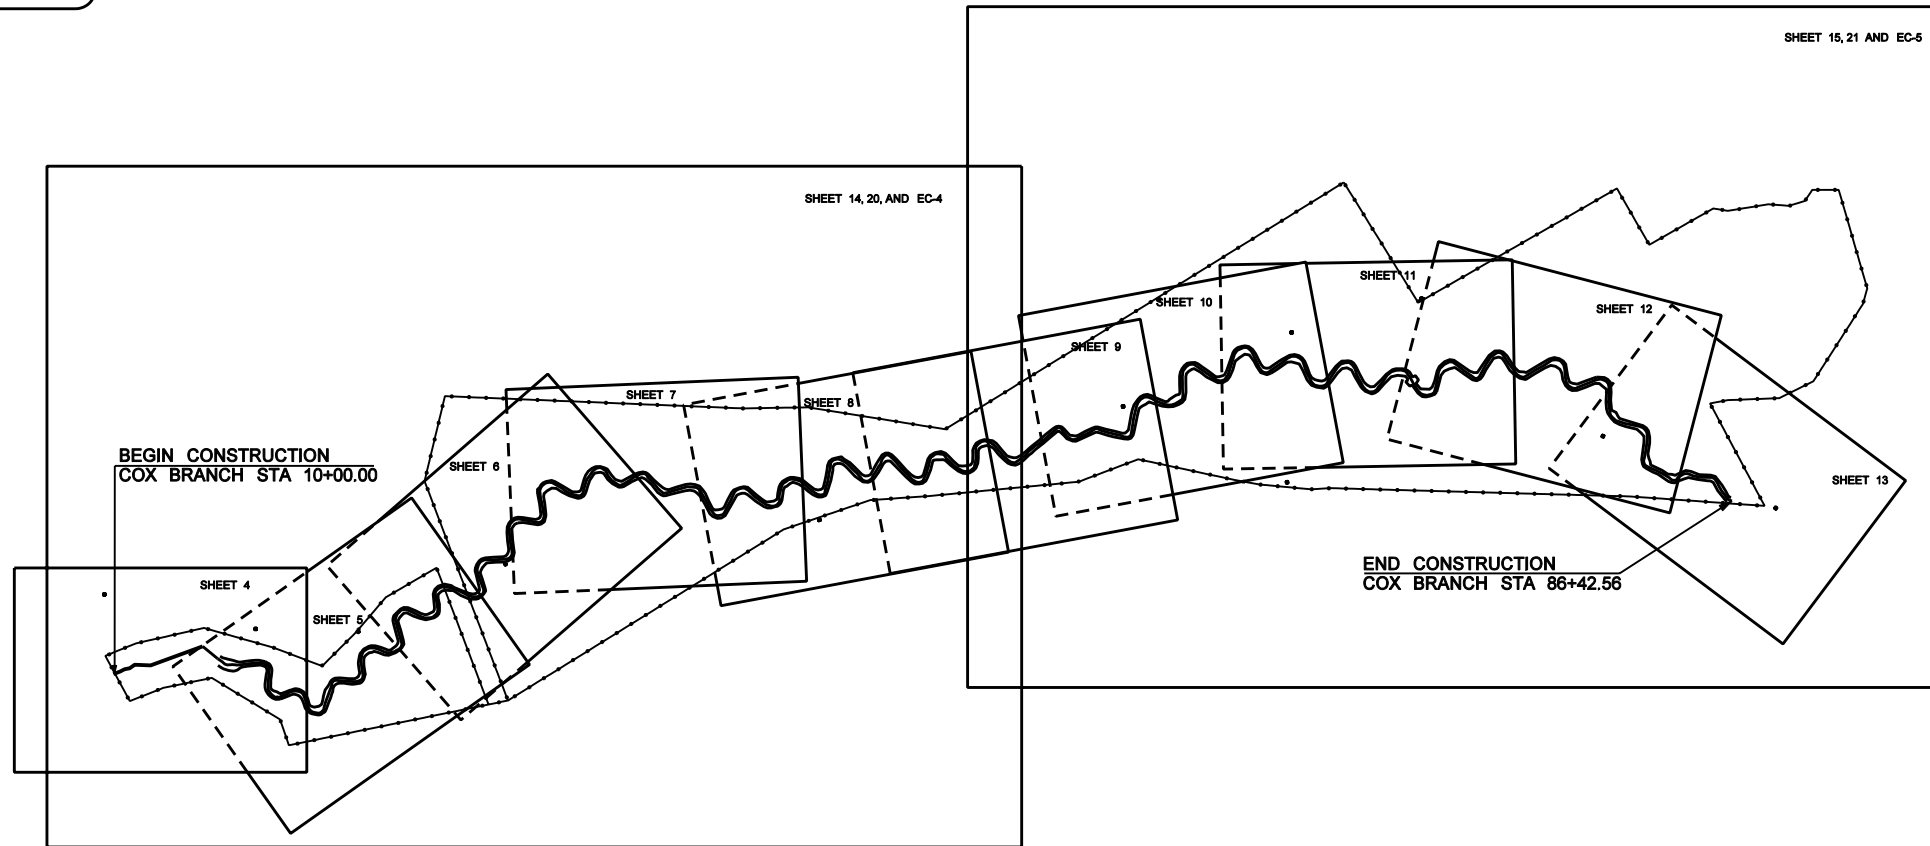 SHEET 15, 21 AND EC-5
SHEET 14, 20, AND EC-4
SHEET 11
SHEET 10
SHEET 12
SHEET 9
SHEET 7
SHEET 8
BEGIN CONSTRUCTION
COX BRANCH STA 10+00.00
SHEET 6
SHEET 13
END CONSTRUCTION
COX BRANCH STA 86+42.56
SHEET 4
SHEET 5